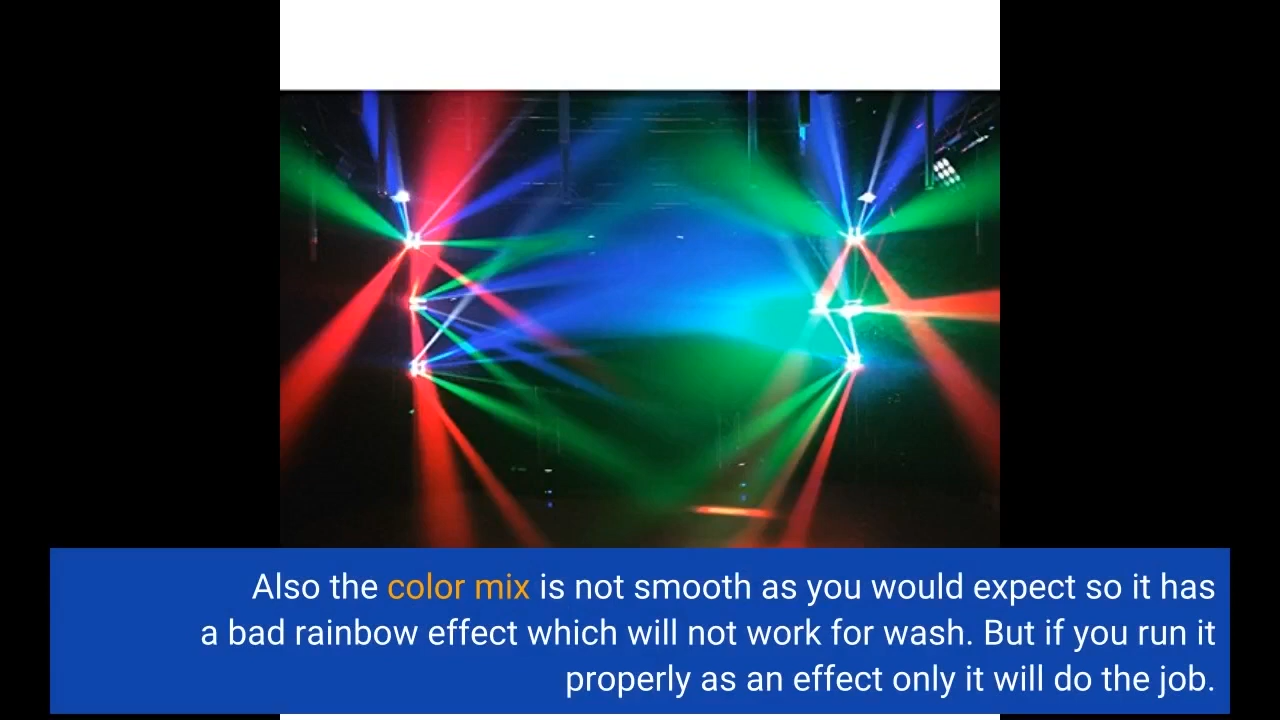 Also the color mix is not smooth as you would expect so it has
a bad rainbow effect which will not work for wash. But if you run it
properly as an effect only it will do the job.